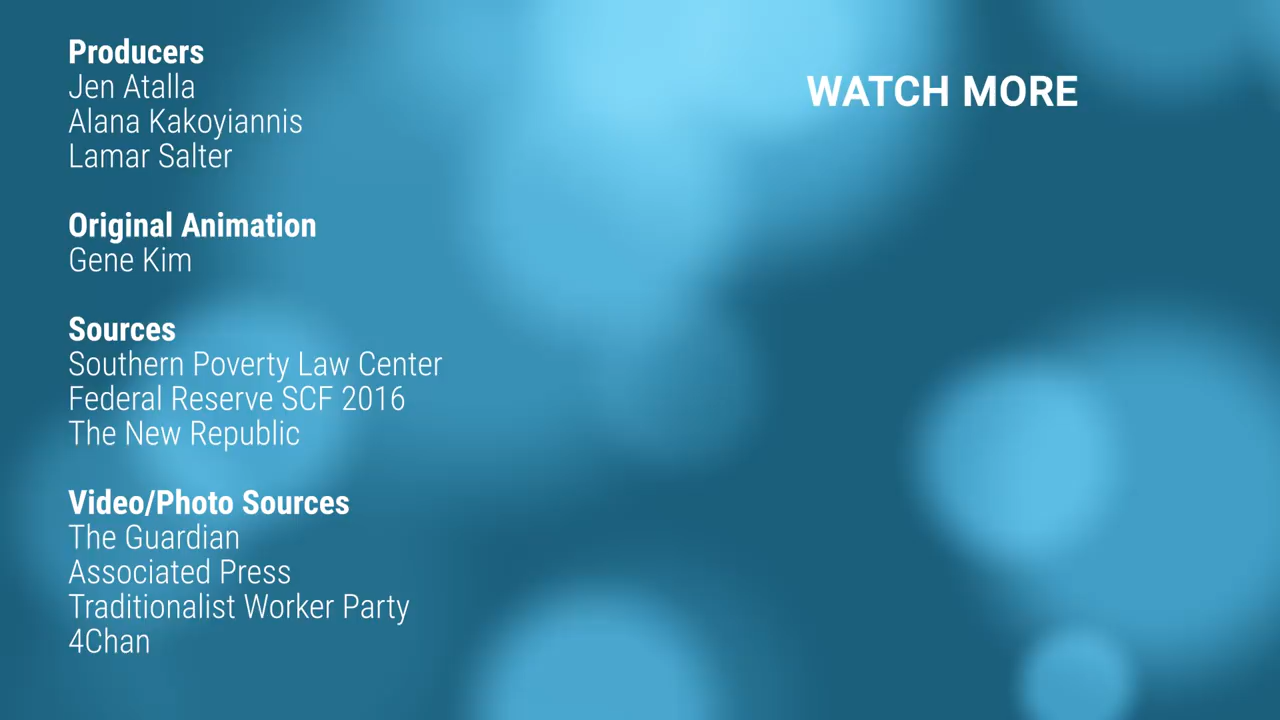 Producers
Jen Atalla
Alana Kakoyiannis
Lamar Salter
Original Animation
Gene Kim
Sources
Southern Poverty Law Center
Federal Reserve SCF 2016
The New Republic
Video/Photo Sources
The Guardian
Associated Press
Traditionalist Worker Party
4Chan
WATCH MORE